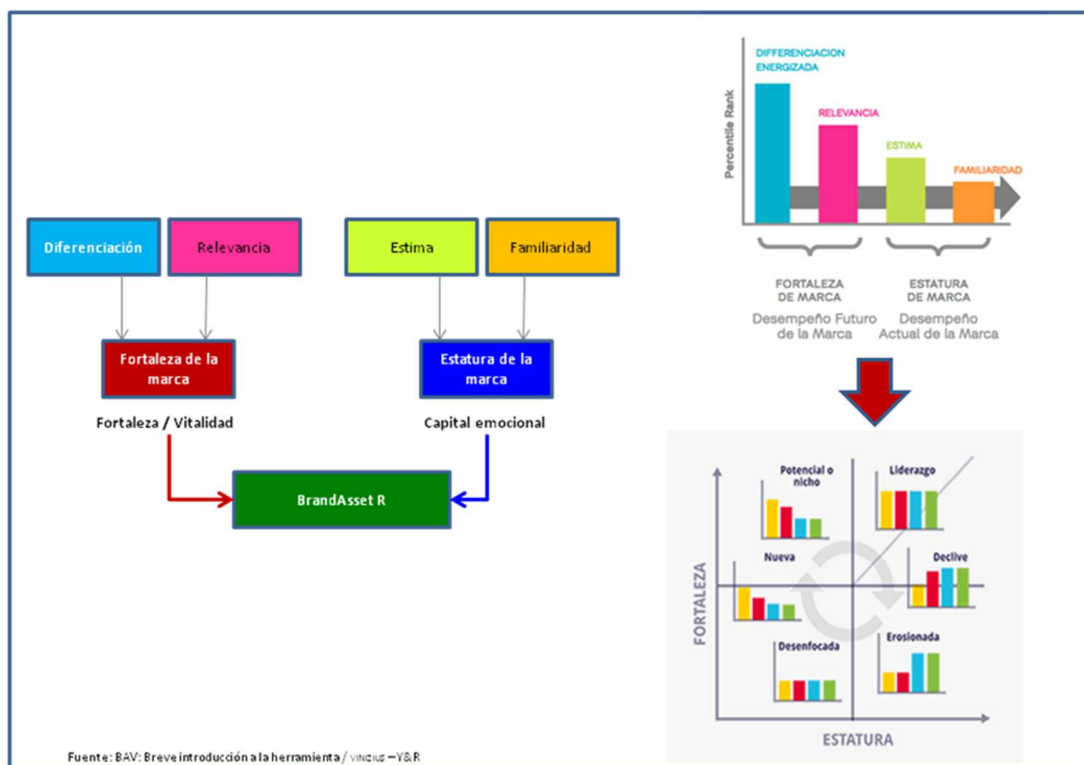 DIFFERENCIACION
ENERGIZADA
RELEVANCIA
ESTIMA
FAMILIARIDAD
Percentile Rank
FORTALEZA
DE MARCA
Desempeño Futuro
de la Marca
ESTATURA
DE MARCA
Desempeño
Actual de la Marca
Diferenciación
Relevancia
Estima
Familiaridad
Fortaleza de la
marca
Estatura de la
marca
Fortaleza / Vitalidad
Capital emocional
BrandAsset R
Potencial o
nicho
Liderazgo
Nueva
Declive
Desenfocada
Erosionada
FORTALEZA
ESTATURA
Fuente: BAV: Breve introducción a la herramienta / VINCIUS – Y&R